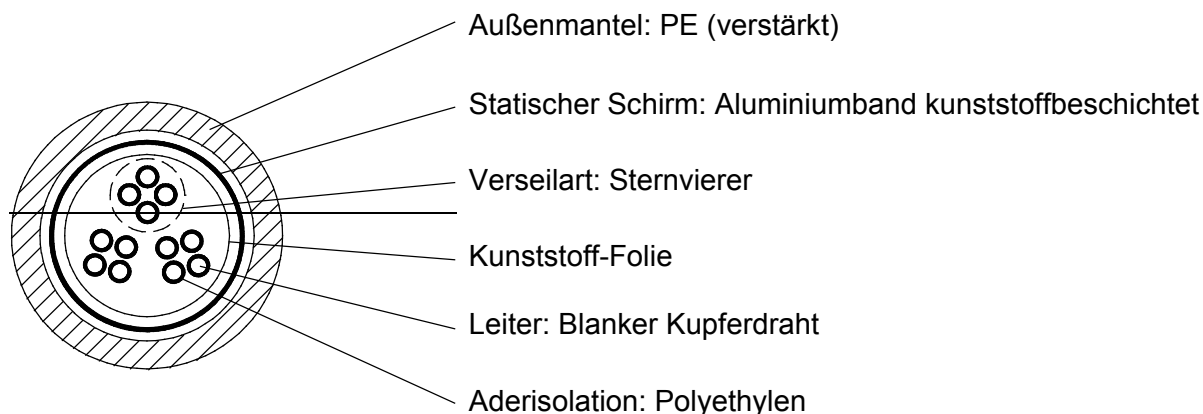 Außenmantel: PE (verstärkt)
Statischer Schirm: Aluminiumband kunststoffbeschichtet
Verseilart: Sternvierer
Kunststoff-Folie
Leiter: Blanker Kupferdraht
Aderisolation: Polyethylen